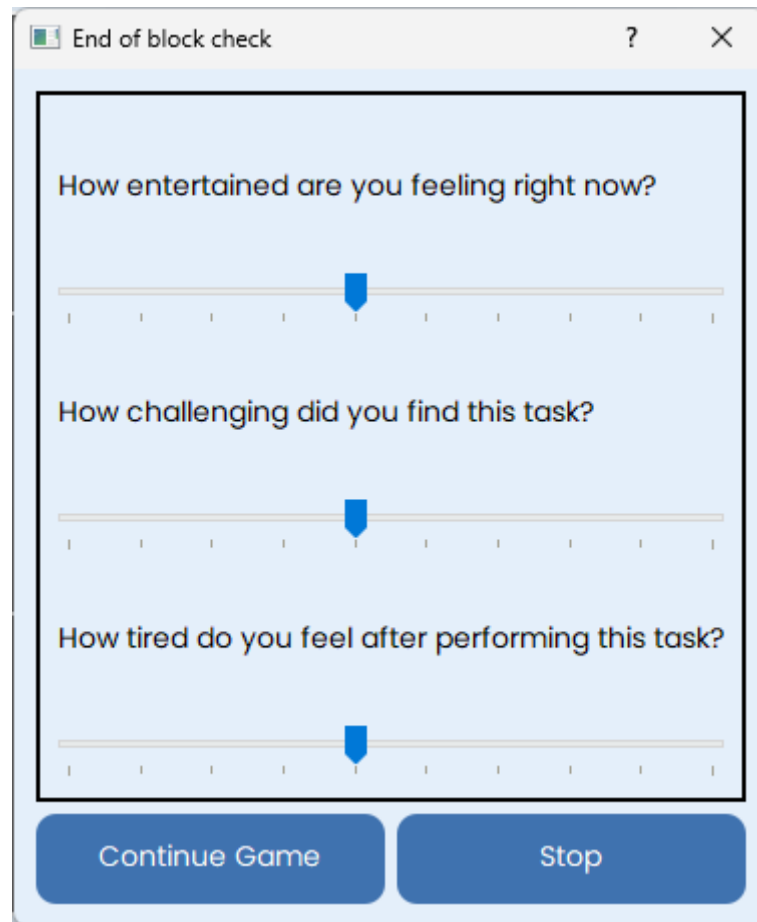 End of block check
How entertained are you feeling right now?
How challenging did you find this task?
How tired do you feel after performing this task?
Continue Game
Stop